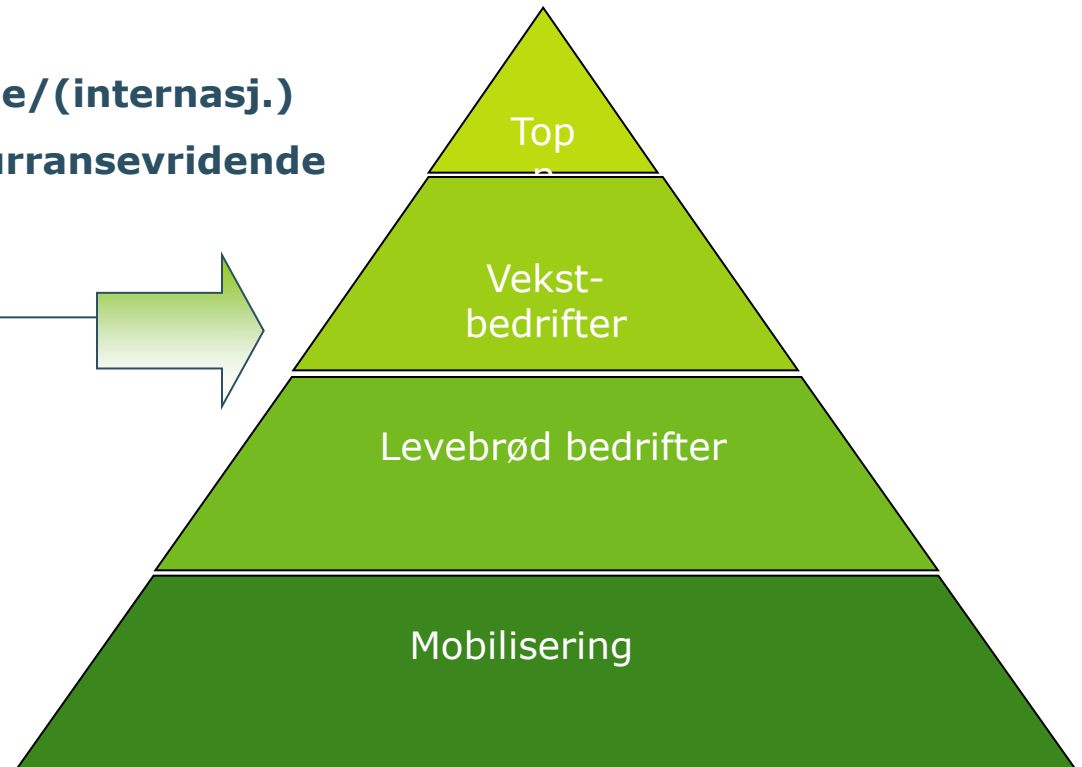 e/(internasj.)
urransevridende
Top
Vekst-
bedrifter
Levebrød bedrifter
Mobilisering